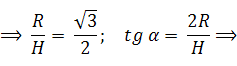 ⟹ R/H = √3/2; tg α = 2R/H ⟹